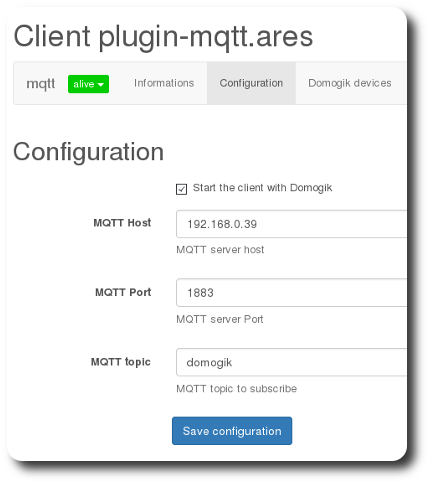 Client plugin-mqtt.ares
mqtt alive Informations Configuration Domogik devices
Configuration
Start the client with Domogik
MQTT Host 192.168.0.39
MQTT server host
MQTT Port 1883
MQTT server Port
MQTT topic domogik
MQTT topic to subscribe
Save configuration